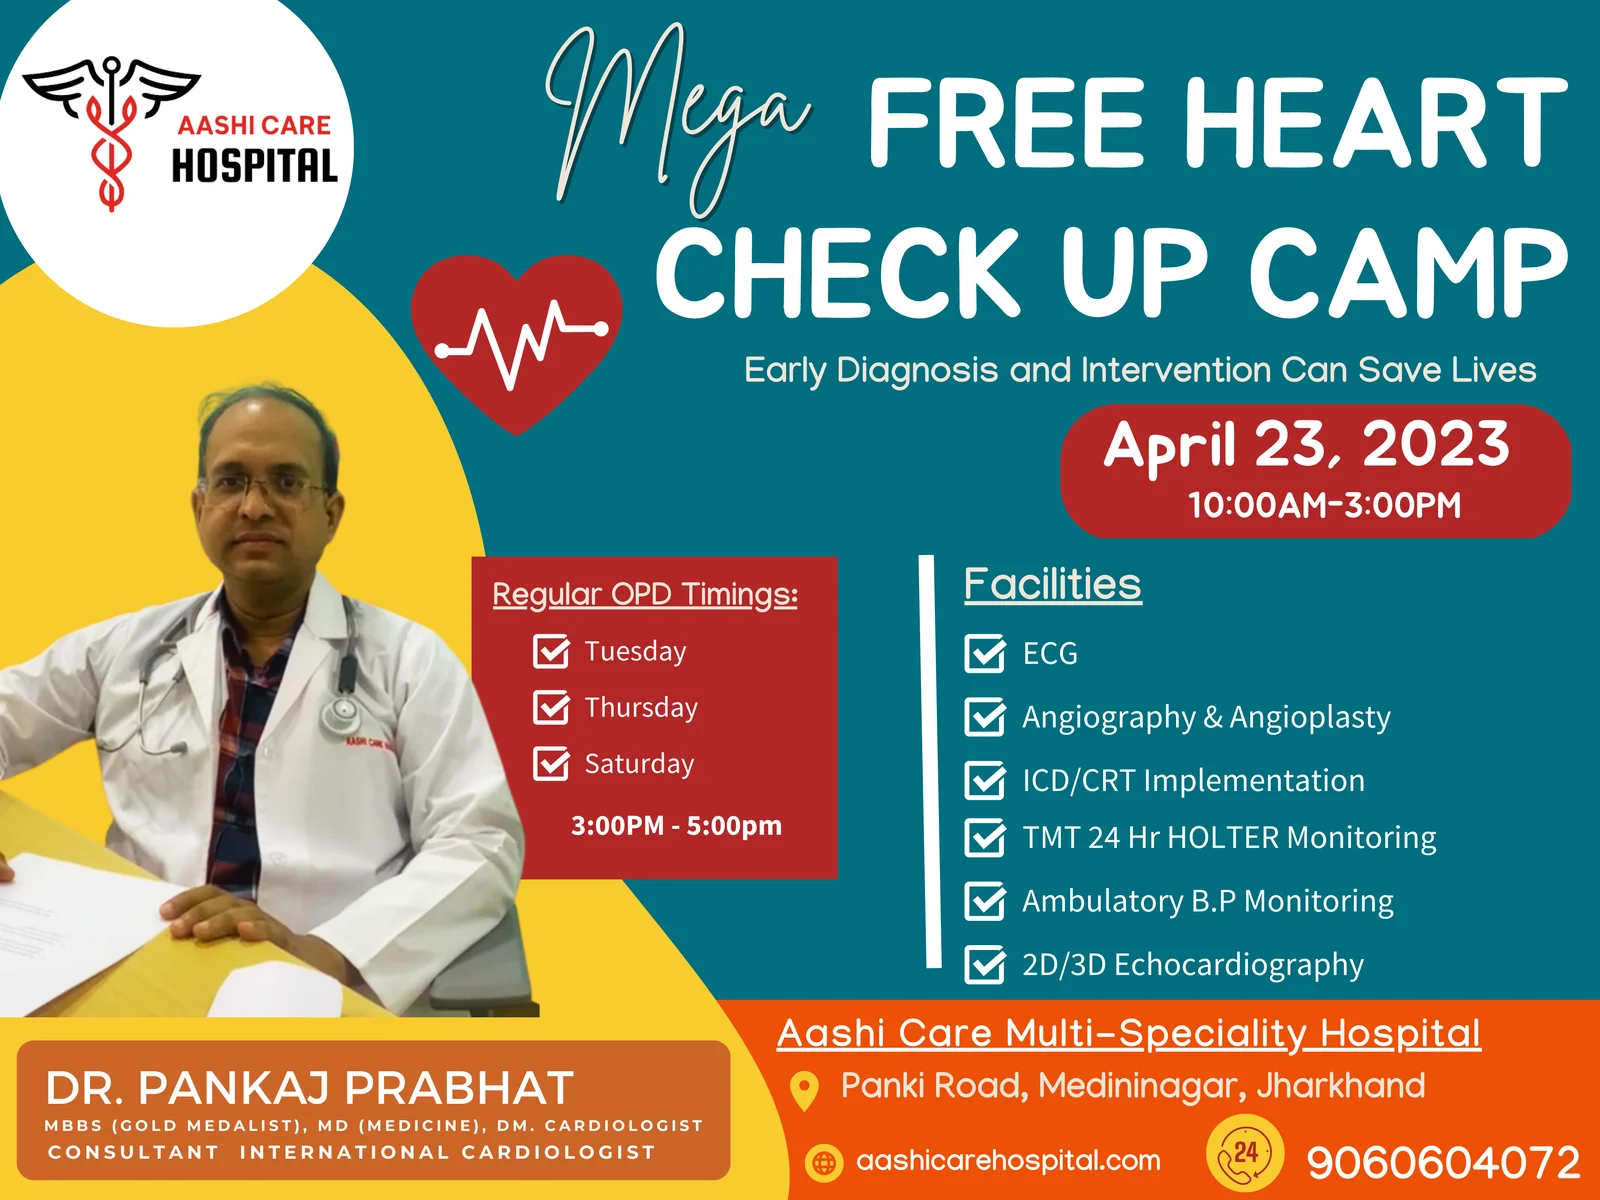 AASHI CARE
HOSPITAL
Mega FREE HEART
CHECK UP CAMP
Early Diagnosis and Intervention Can Save Lives
April 23, 2023
10:00AM-3:00PM
Regular OPD Timings:
Tuesday
Thursday
Saturday
3:00PM - 5:00pm
Facilities
ECG
Angiography & Angioplasty
ICD/CRT Implementation
TMT 24 Hr HOLTER Monitoring
Ambulatory B.P Monitoring
2D/3D Echocardiography
AASHI CARE
DR. PANKAJ PRABHAT
MBBS (GOLD MEDALIST), MD (MEDICINE), DM. CARDIOLOGIST
CONSULTANT INTERNATIONAL CARDIOLOGIST
Aashi Care Multi-Speciality Hospital
Panki Road, Medininagar, Jharkhand
aashicarehospital.com
24
9060604072